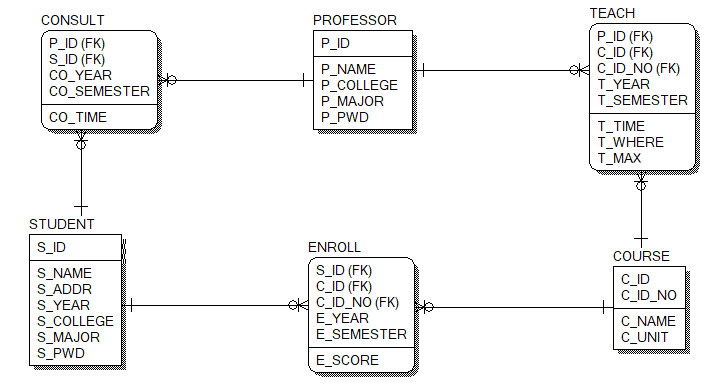 CONSULT
P_ID (FK)
S_ID (FK)
CO_YEAR
CO_SEMESTER
CO_TIME
PROFESSOR
P_ID
P_NAME
P_COLLEGE
P_MAJOR
P_PWD
TEACH
P_ID (FK)
C_ID (FK)
C_ID_NO (FK)
T_YEAR
T_SEMESTER
T_TIME
T_WHERE
T_MAX
STUDENT
S_ID
S_NAME
S_ADDR
S_YEAR
S_COLLEGE
S_MAJOR
S_PWD
ENROLL
S_ID (FK)
C_ID (FK)
C_ID_NO (FK)
E_YEAR
E_SEMESTER
E_SCORE
COURSE
C_ID
C_ID_NO
C_NAME
C_UNIT